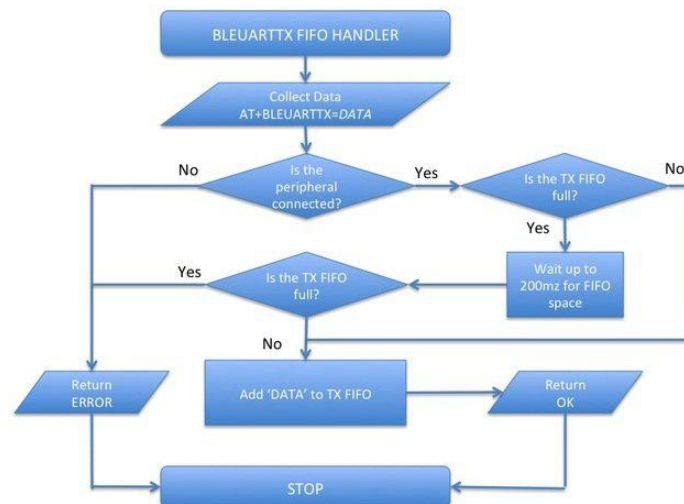 BLEUARTTX FIFO HANDLER
Collect Data
AT+BLEUARTTX=DATA
No
Is the
peripheral
connected?
Yes
Is the TX FIFO
full?
No
Yes
Wait up to
200mz for FIFO
space
Yes
Is the TX FIFO
full?
No
Return
ERROR
Add ‘DATA’ to TX FIFO
Return
OK
STOP